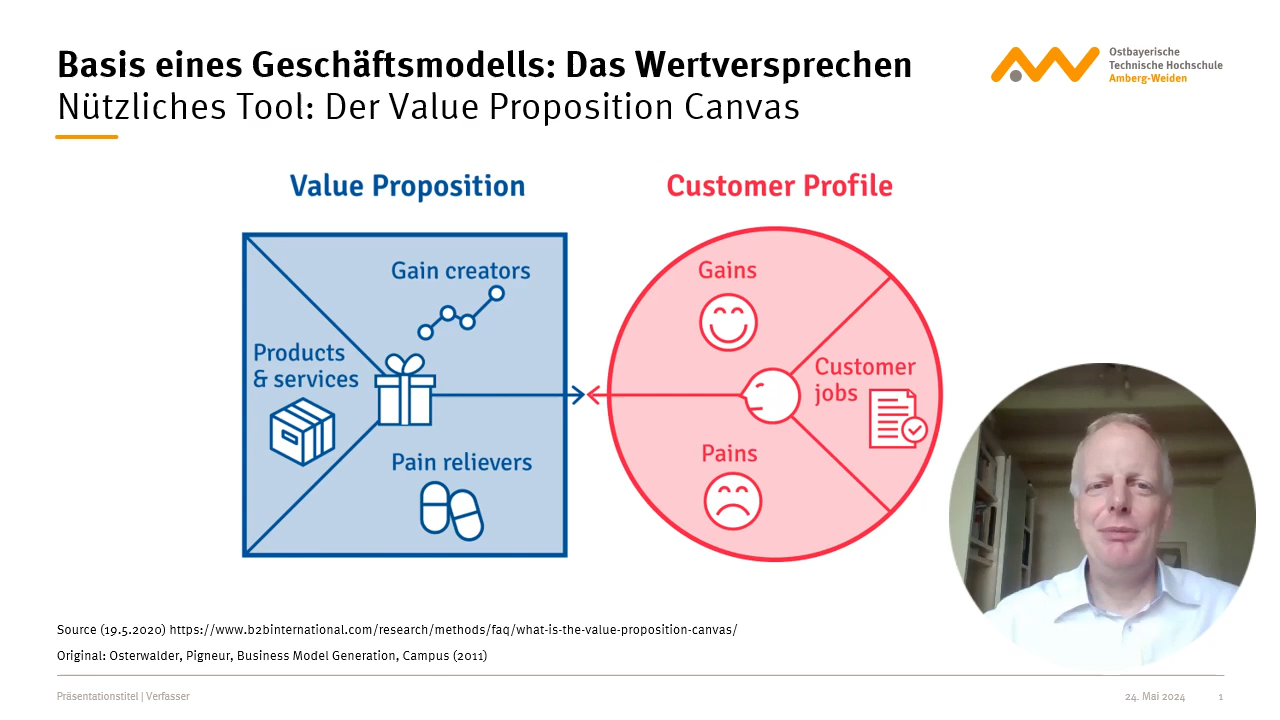 Basis eines Geschäftsmodells: Das Wertversprechen
Nützliches Tool: Der Value Proposition Canvas
Ostbayerische
Technische Hochschule
Amberg-Weiden
Value Proposition
Customer Profile
Gain creators
Products
& services
Pain relievers
Gains
Customer
jobs
Pains
Source (19.5.2020) https://www.b2binternational.com/research/methods/faq/what-is-the-value-proposition-canvas/
Original: Osterwalder, Pigneur, Business Model Generation, Campus (2011)
Präsentationstitel | Verfasser
24. Mai 2024
1